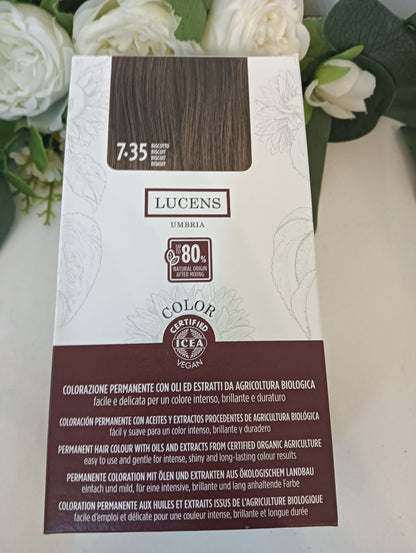 7.35
BISCOTTO
BISCUIT
BISCUIT
BISKUIT
LUCENS
UMBRIA
80%
NATURAL ORIGIN
AFTER MIXING
COLOR
CERTIFIED
ICEA
VEGAN
COLORAZIONE PERMANENTE CON OLI ED ESTRATTI DA AGRICOLTURA BIOLOGICA
facile e delicata per un colore intenso, brillante e duraturo
COLORACIÓN PERMANENTE CON ACEITES Y EXTRACTOS PROCEDENTES DE AGRICULTURA BIOLÓGICA
fácil y suave para un color intenso, brillante y duradero
PERMANENT HAIR COLOUR WITH OILS AND EXTRACTS FROM CERTIFIED ORGANIC AGRICULTURE
easy to use and gentle for intense, shiny and long-lasting colour results
PERMANENTE COLORATION MIT ÖLEN UND EXTRAKTEN AUS ÖKOLOGISCHEM LANDBAU
einfach und mild, für eine intensive, brillante und lang anhaltende Farbe
COLORATION PERMANENTE AUX HUILES ET EXTRAITS ISSUS DE L'AGRICULTURE BIOLOGIQUE
facile d'emploi et délicate pour une couleur intense, brillante et longue durée